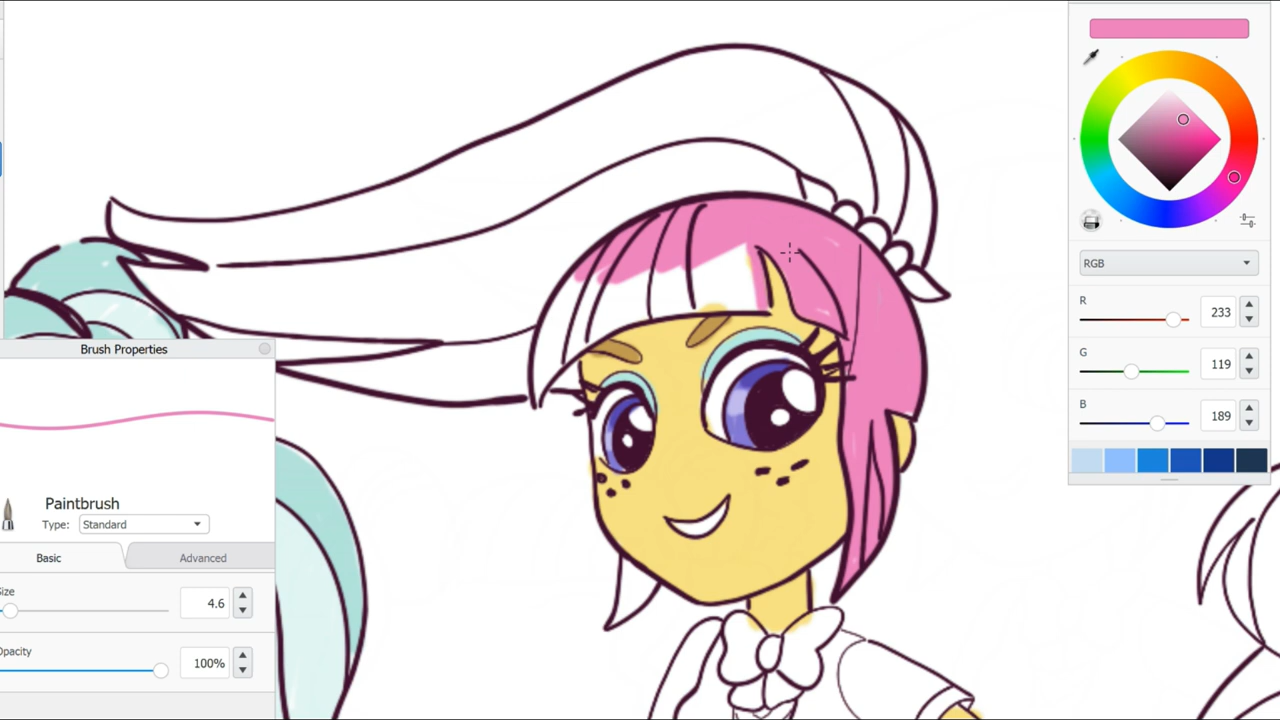 RGB
R
233
G
119
B
189
Brush Properties
Paintbrush
Type: Standard
Basic Advanced
Size
4.6
Opacity
100%